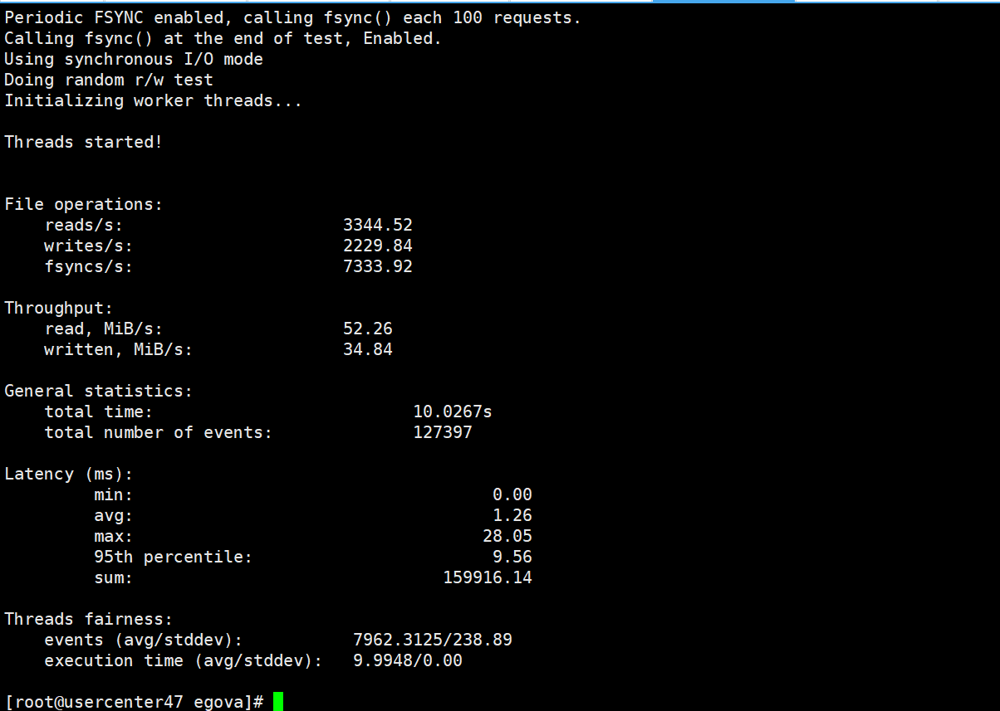 Periodic FSYNC enabled, calling fsync() each 100 requests.
Calling fsync() at the end of test, Enabled.
Using synchronous I/O mode
Doing random r/w test
Initializing worker threads...
Threads started!
File operations:
reads/s: 3344.52
writes/s: 2229.84
fsyncs/s: 7333.92
Throughput:
read, MiB/s: 52.26
written, MiB/s: 34.84
General statistics:
total time: 10.0267s
total number of events: 127397
Latency (ms):
min: 0.00
avg: 1.26
max: 28.05
95th percentile: 9.56
sum: 159916.14
Threads fairness:
events (avg/stddev): 7962.3125/238.89
execution time (avg/stddev): 9.9948/0.00
[root@usercenter47 egova]#